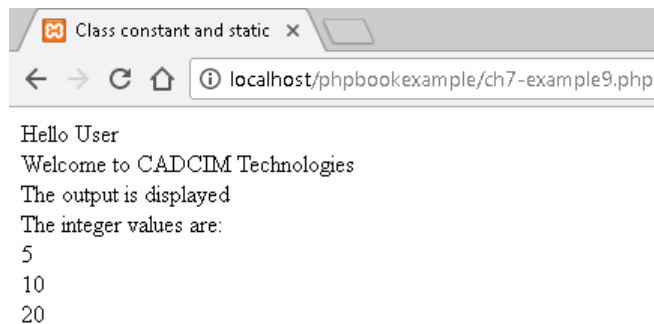 Class constant and static
localhost/phpbookexample/ch7-example9.php
Hello User
Welcome to CADCIM Technologies
The output is displayed
The integer values are:
5
10
20